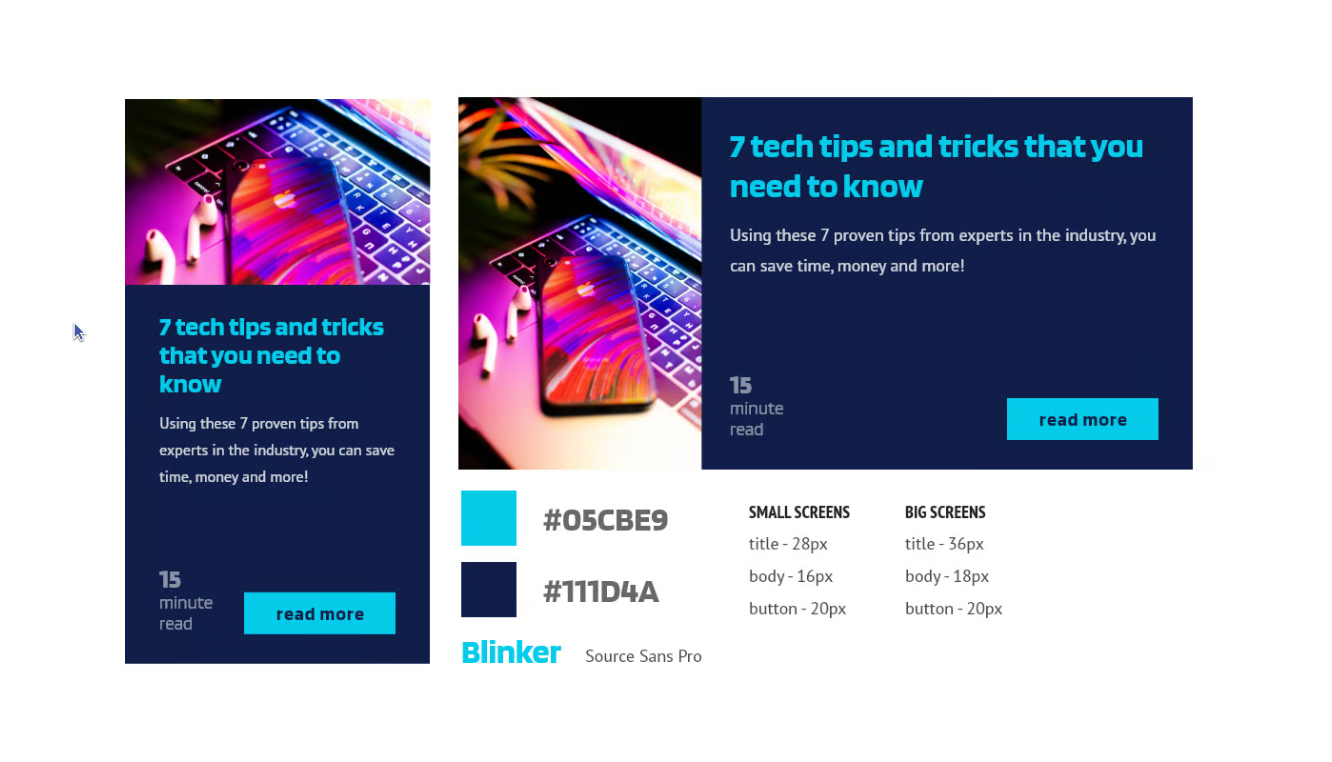 7 tech tips and tricks
that you need to
know
Using these 7 proven tips from
experts in the industry, you can save
time, money and more!
15
minute
read
read more
7 tech tips and tricks that you
need to know
Using these 7 proven tips from experts in the industry, you
can save time, money and more!
15
minute
read
read more
#05CBE9
#111D4A
Blinker
Source Sans Pro
SMALL SCREENS
title - 28px
body - 16px
button - 20px
BIG SCREENS
title - 36px
body - 18px
button - 20px